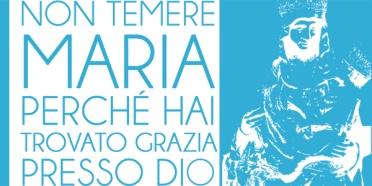 NON TEMERE
MARIA
PERCHÉ HAI
TROVATO GRAZIA
PRESSO DIO